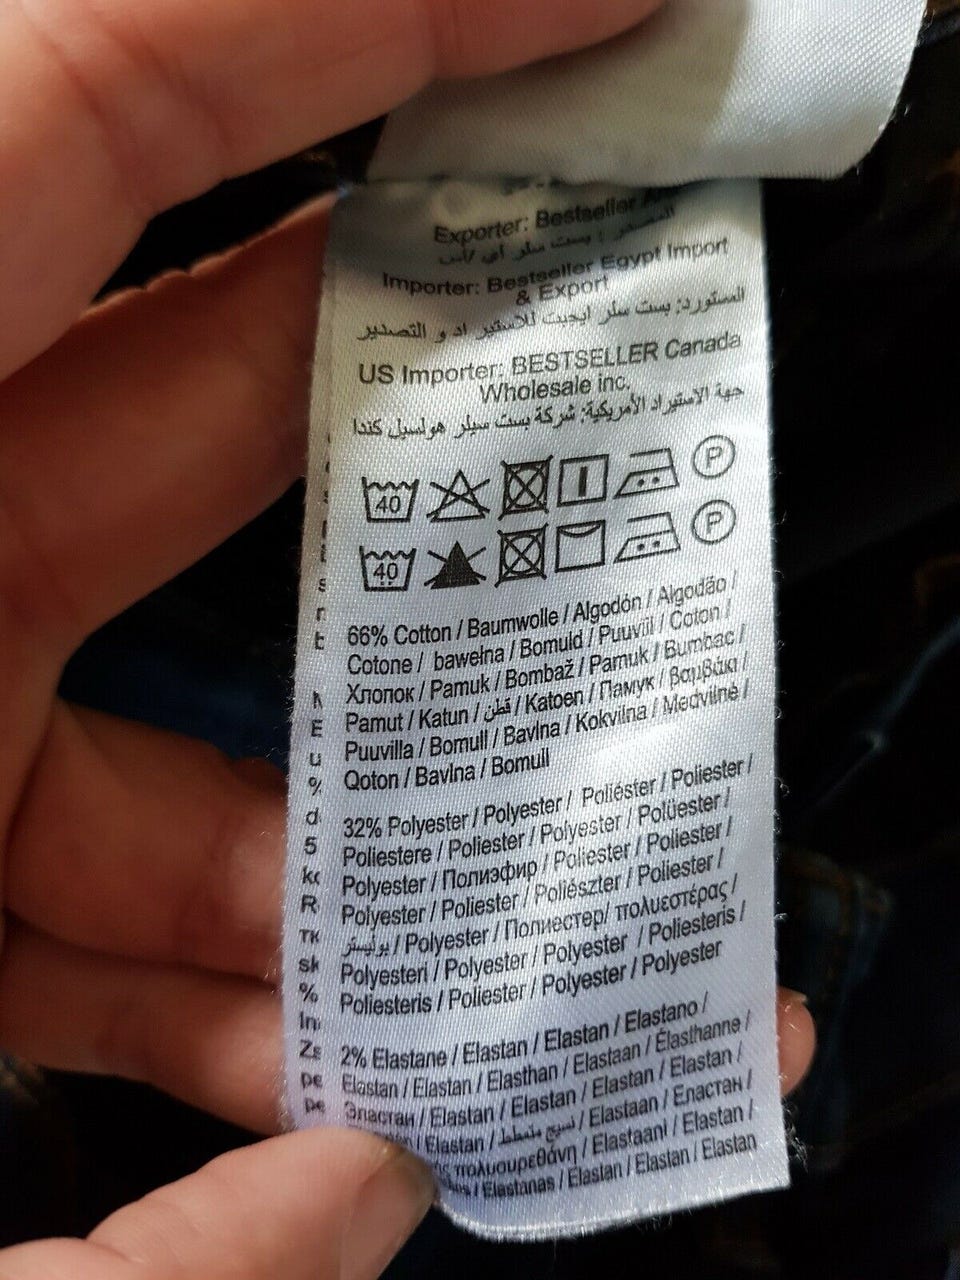 Exporter: Bestseller
المصدر : بست سلر
Importer: Bestseller Egypt Import
& Export
المستورد: بست سلر ايجبت للاستيراد و التصدير
US Importer: BESTSELLER Canada
Wholesale inc.
جهة الاستيراد الأمريكية: شركة بست سيلر هولسيل كندا
40 P
40 P
66% Cotton / Baumwolle / Algodón / Algodão /
Cotone / bawełna / Bomuld / Puuvill / Coton /
Хлопок / Pamuk / Bombaž / Pamuk / Bumbac /
Pamut / Katun / قطن / Katoen / Памук / βαμβάκι /
Puuvilla / Bomull / Bavlna / Kokvilna / Medvilnė /
Qoton / Bavlna / Bomull
32% Polyester / Polyester / Poliéster / Poliester /
Poliestere / Poliester / Polyester / Polüester /
Polyester / Полиэфир / Poliester / Poliester /
Polyester / Poliester / Poliészter / Poliester /
بوليستر / Polyester / Полиестер/ πολυεστέρας /
Polyesteri / Polyester / Polyester / Poliesteris /
Poliesteris / Poliester / Polyester / Polyester
2% Elastane / Elastan / Elastan / Elastano /
Elastan / Elastan / Elasthan / Elastaan / Élasthanne /
Эластан / Elastan / Elastan / Elastan / Elastan /
Elastan / نسيج مطط / Elastaan / Еластан /
πολυουρεθάνη / Elastaani / Elastan /
/ Elastanas / Elastan / Elastan / Elastan